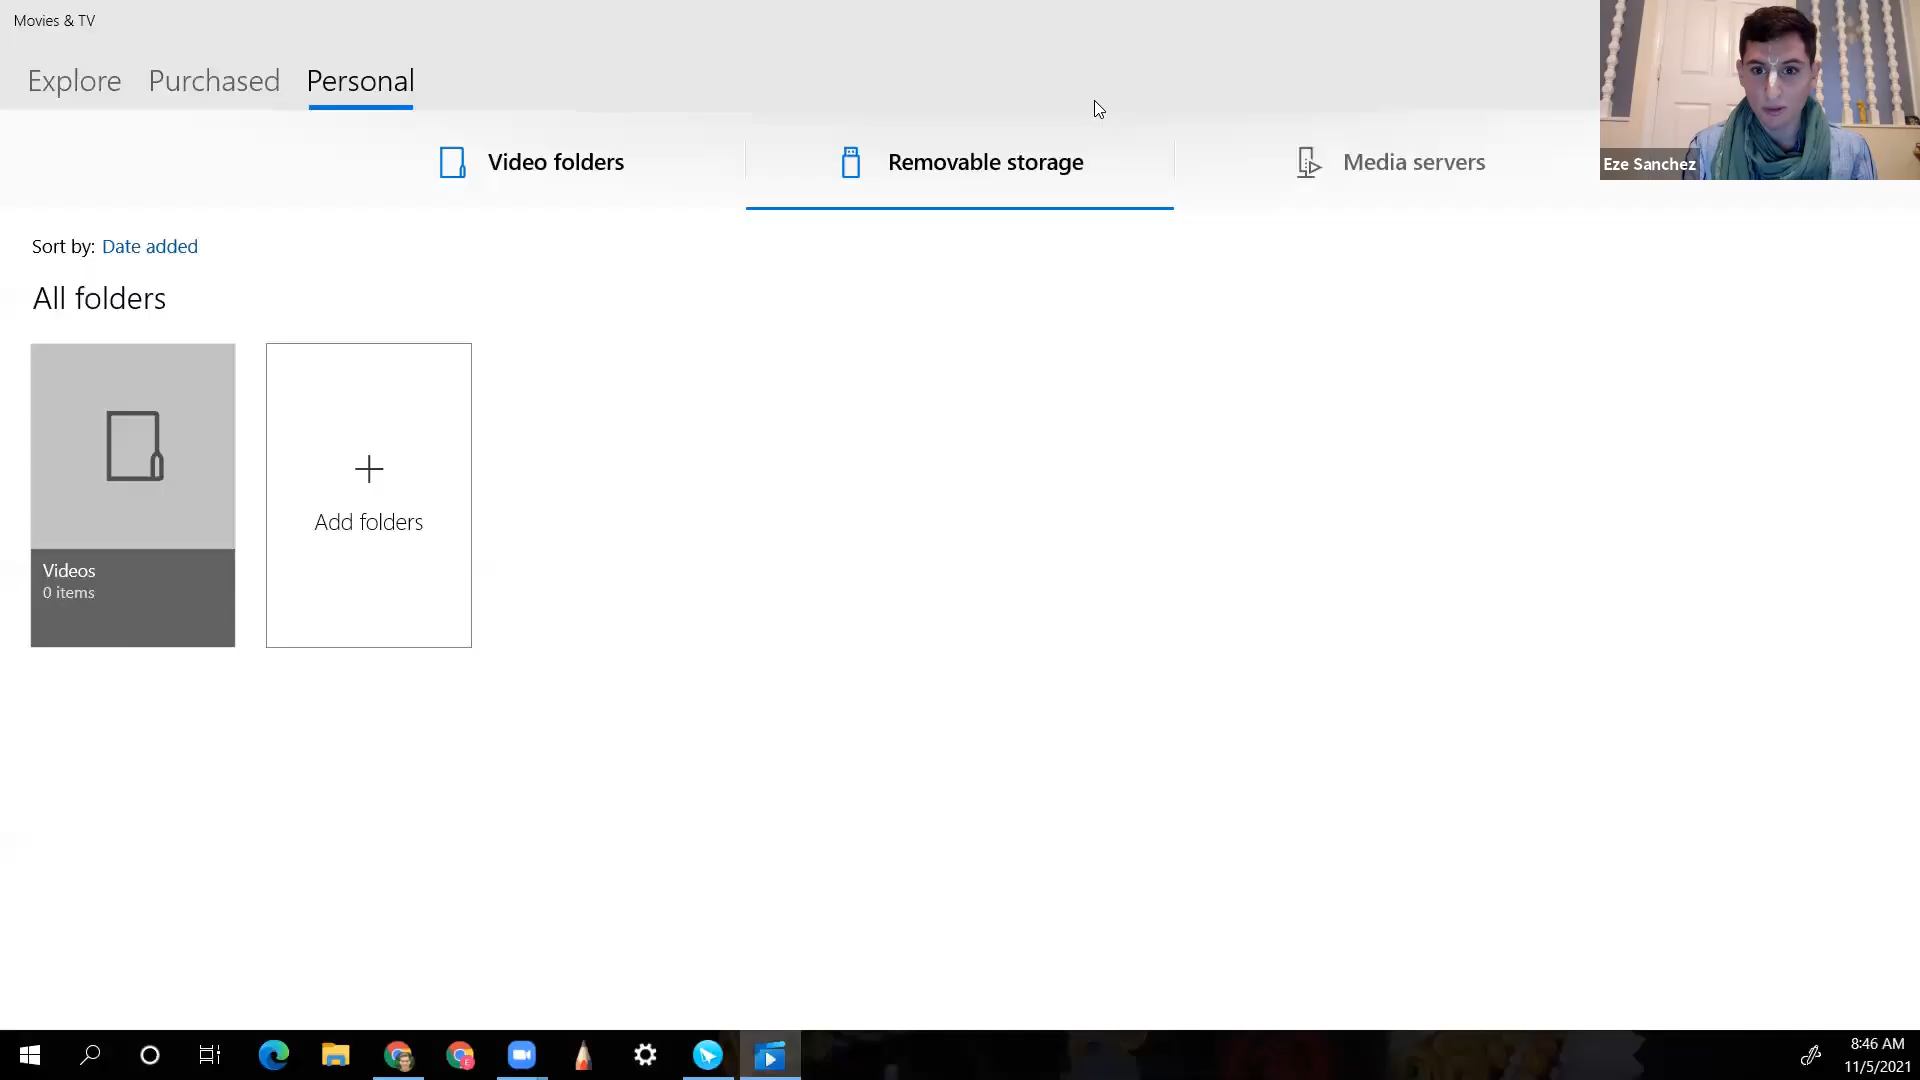 Movies & TV
Explore Purchased Personal
Video folders
Removable storage
Media servers
Eze Sanchez
Sort by: Date added
All folders
Videos
0 items
Add folders
8:46 AM
11/5/2021